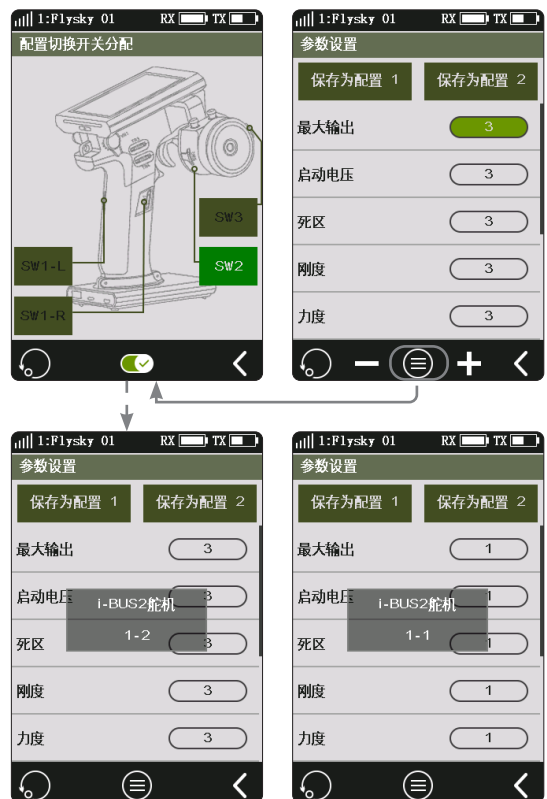 1:Flysky 01 RX TX
配置切换开关分配
SW3
SW1-L
SW2
SW1-R
1:Flysky 01 RX TX
参数设置
保存为配置 1 保存为配置 2
最大输出 3
启动电压 3
死区 3
刚度 3
力度 3
1:Flysky 01 RX TX
参数设置
保存为配置 1 保存为配置 2
最大输出 3
启动电压 3
i-BUS2舵机
1-2
死区 3
刚度 3
力度 3
1:Flysky 01 RX TX
参数设置
保存为配置 1 保存为配置 2
最大输出 1
启动电压 1
i-BUS2舵机
1-1
死区 1
刚度 1
力度 1